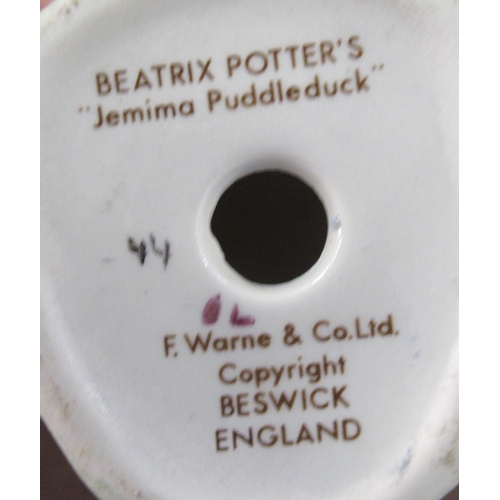 BEATRIX POTTER'S
"Jemima Puddleduck"
44
F. Warne & Co.Ltd.
Copyright
BESWICK
ENGLAND